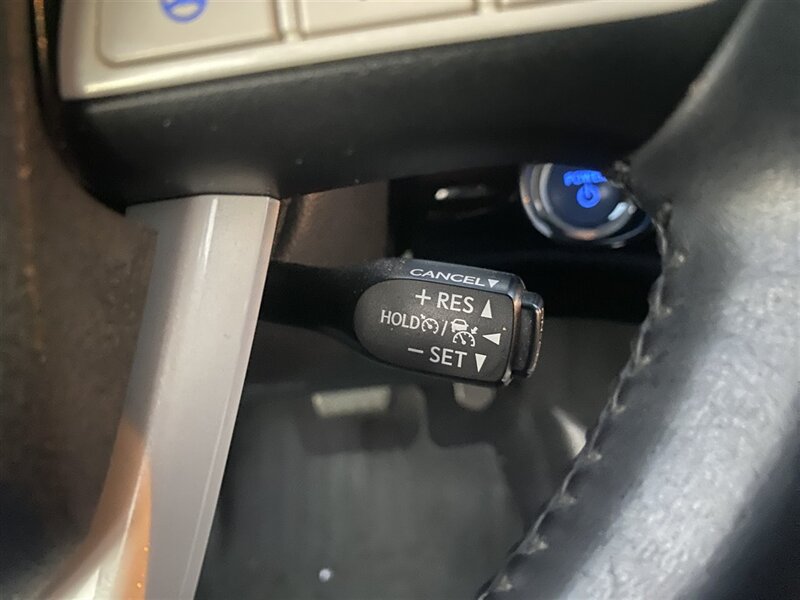 POWER
CANCEL▼
+ RES ▲
HOLD / ◀
− SET ▼